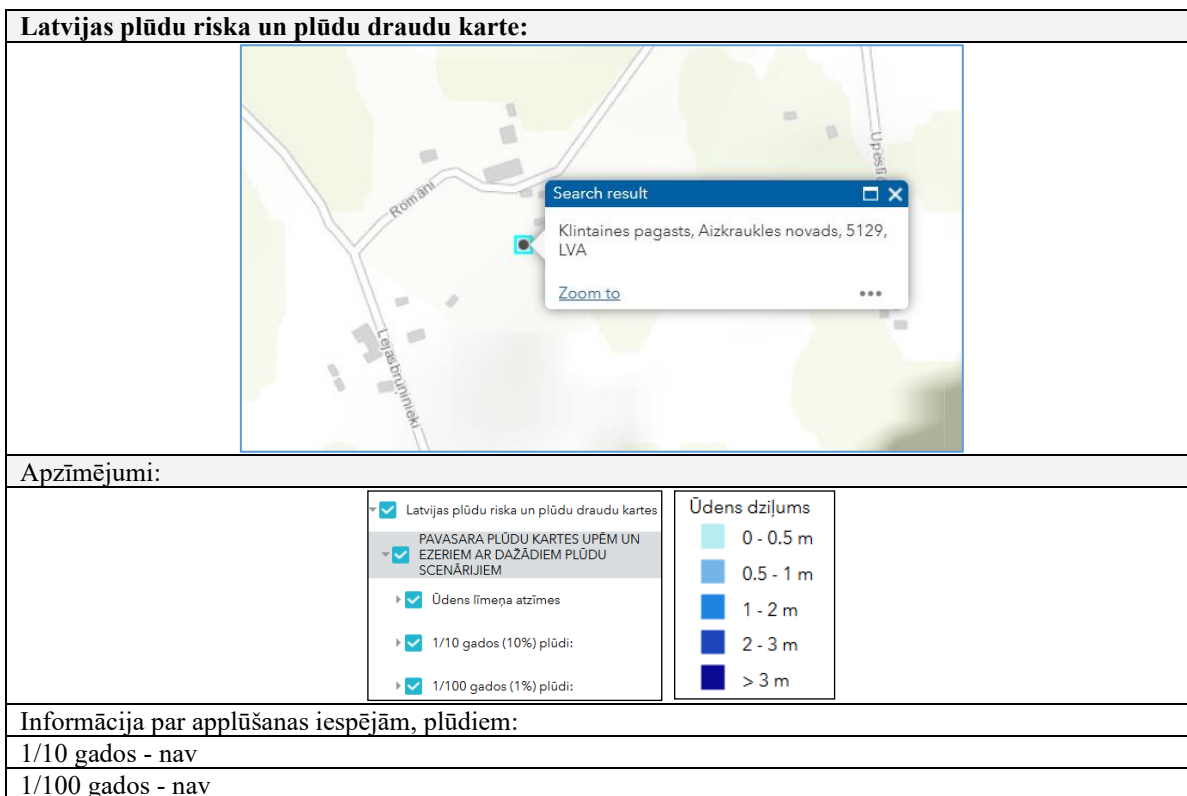 Latvijas plūdu riska un plūdu draudu karte:
Romāni
Upeslīč
Search result
Klintaines pagasts, Aizkraukles novads, 5129,
LVA
Zoom to
Lejasbruņinieki
Apzīmējumi:
Latvijas plūdu riska un plūdu draudu kartes
PAVASARA PLŪDU KARTES UPĒM UN
EZERIEM AR DAŽĀDIEM PLŪDU
SCENĀRIJIEM
Ūdens līmeņa atzīmes
1/10 gados (10%) plūdi:
1/100 gados (1%) plūdi:
Ūdens dziļums
0 - 0.5 m
0.5 - 1 m
1 - 2 m
2 - 3 m
> 3 m
Informācija par applūšanas iespējām, plūdiem:
1/10 gados - nav
1/100 gados - nav